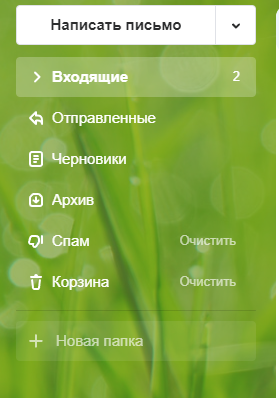 Написать письмо
Входящие 2
Отправленные
Черновики
Архив
Спам Очистить
Корзина Очистить
Новая папка